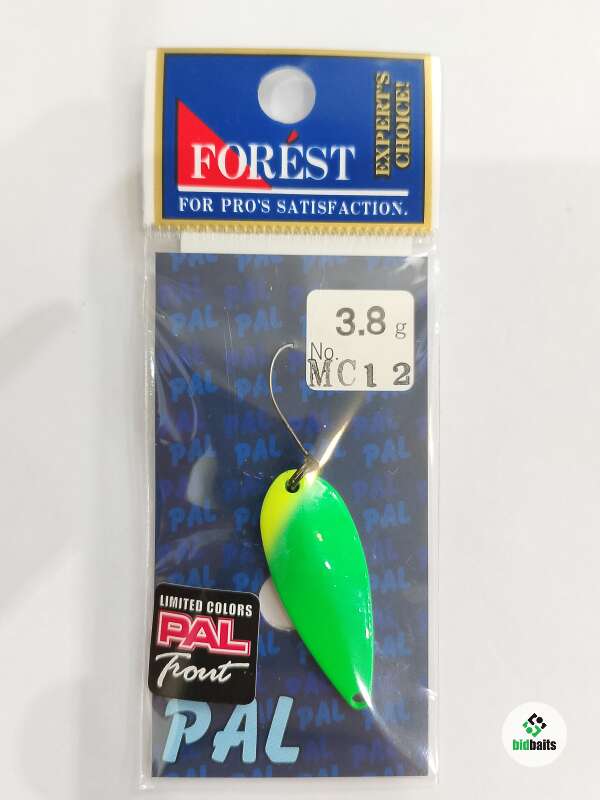 EXPERT'S
CHOICE!
FORÉST
FOR PRO'S SATISFACTION.
3.8 g
No.
MC12
LIMITED COLORS
PAL
Trout
PAL
bidbaits